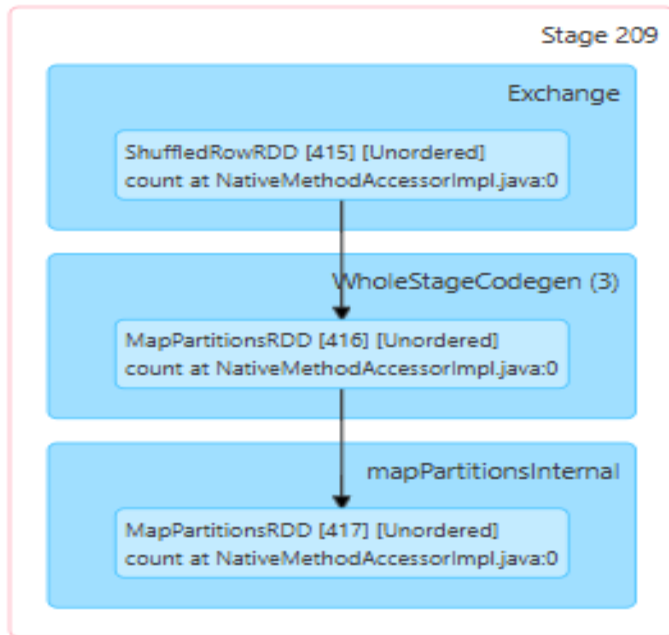 Stage 209
Exchange
ShuffledRowRDD [415] [Unordered]
count at NativeMethodAccessorImpl.java:0
WholeStageCodegen (3)
MapPartitionsRDD [416] [Unordered]
count at NativeMethodAccessorImpl.java:0
mapPartitionsInternal
MapPartitionsRDD [417] [Unordered]
count at NativeMethodAccessorImpl.java:0